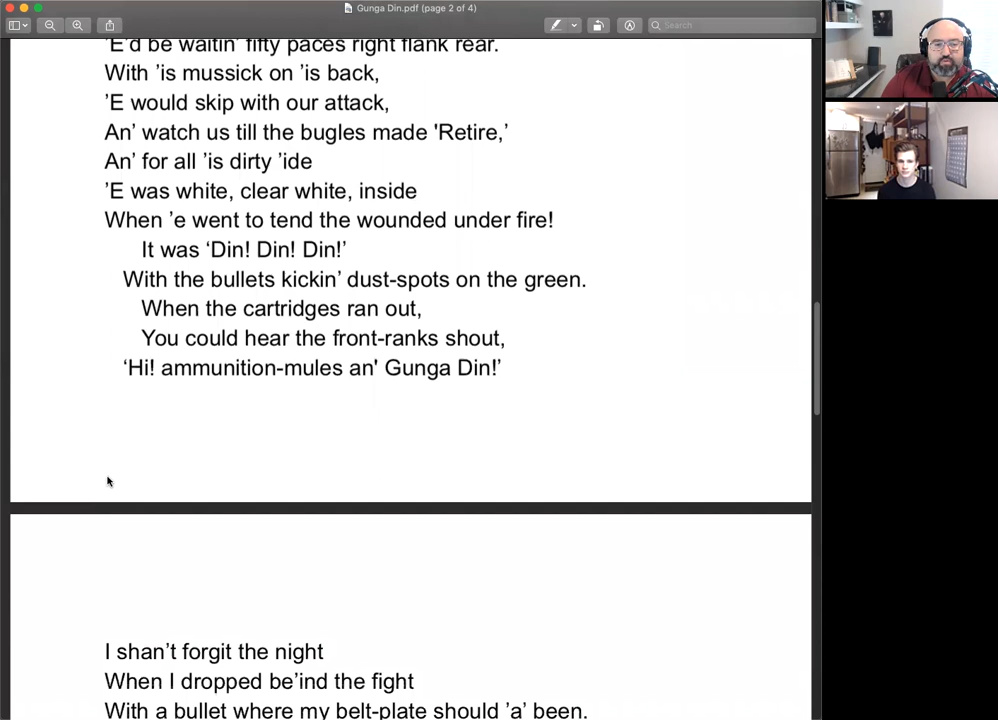 Gunga Din.pdf (page 2 of 4)
Search
'E'd be waitin' fifty paces right flank rear.
With ’is mussick on ’is back,
’E would skip with our attack,
An’ watch us till the bugles made 'Retire,’
An’ for all ’is dirty ’ide
’E was white, clear white, inside
When ’e went to tend the wounded under fire!
It was ‘Din! Din! Din!’
With the bullets kickin’ dust-spots on the green.
When the cartridges ran out,
You could hear the front-ranks shout,
‘Hi! ammunition-mules an' Gunga Din!’
I shan’t forgit the night
When I dropped be’ind the fight
With a bullet where my belt-plate should ’a’ been.